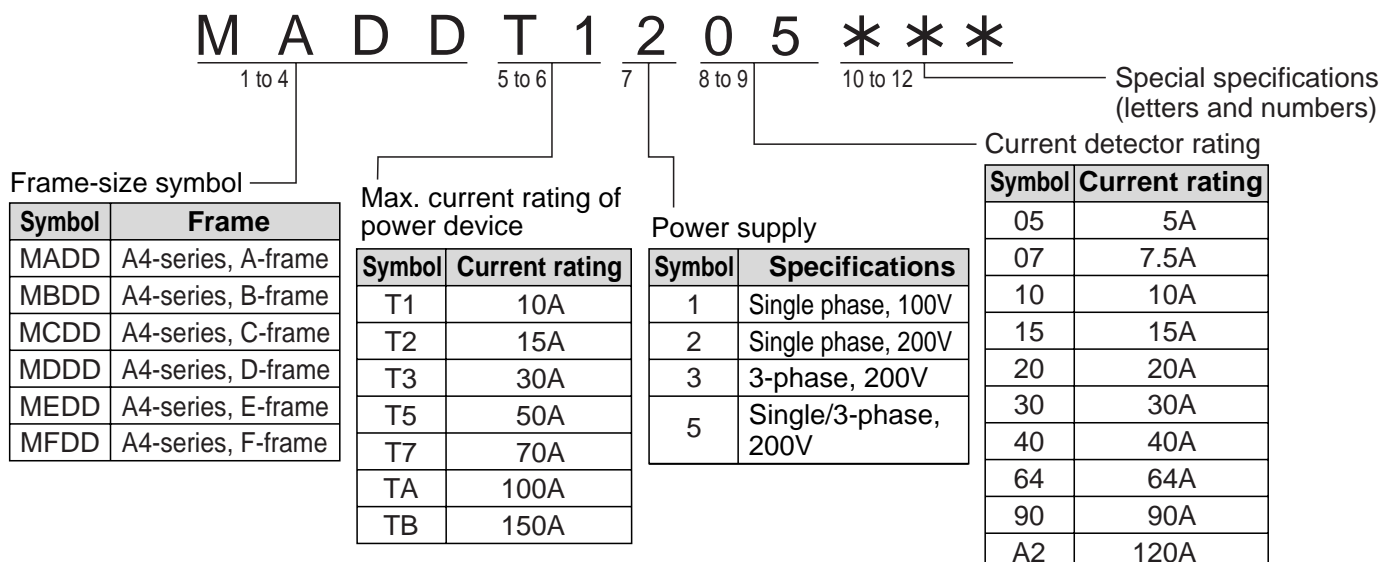 M A D D T 1 2 0 5 ∗ ∗ ∗
1 to 4 5 to 6 7 8 to 9 10 to 12
Special specifications
(letters and numbers)
Frame-size symbol
Symbol Frame
MADD A4-series, A-frame
MBDD A4-series, B-frame
MCDD A4-series, C-frame
MDDD A4-series, D-frame
MEDD A4-series, E-frame
MFDD A4-series, F-frame
Max. current rating of
power device
Symbol Current rating
T1 10A
T2 15A
T3 30A
T5 50A
T7 70A
TA 100A
TB 150A
Power supply
Symbol Specifications
1 Single phase, 100V
2 Single phase, 200V
3 3-phase, 200V
5 Single/3-phase,
200V
Current detector rating
Symbol Current rating
05 5A
07 7.5A
10 10A
15 15A
20 20A
30 30A
40 40A
64 64A
90 90A
A2 120A